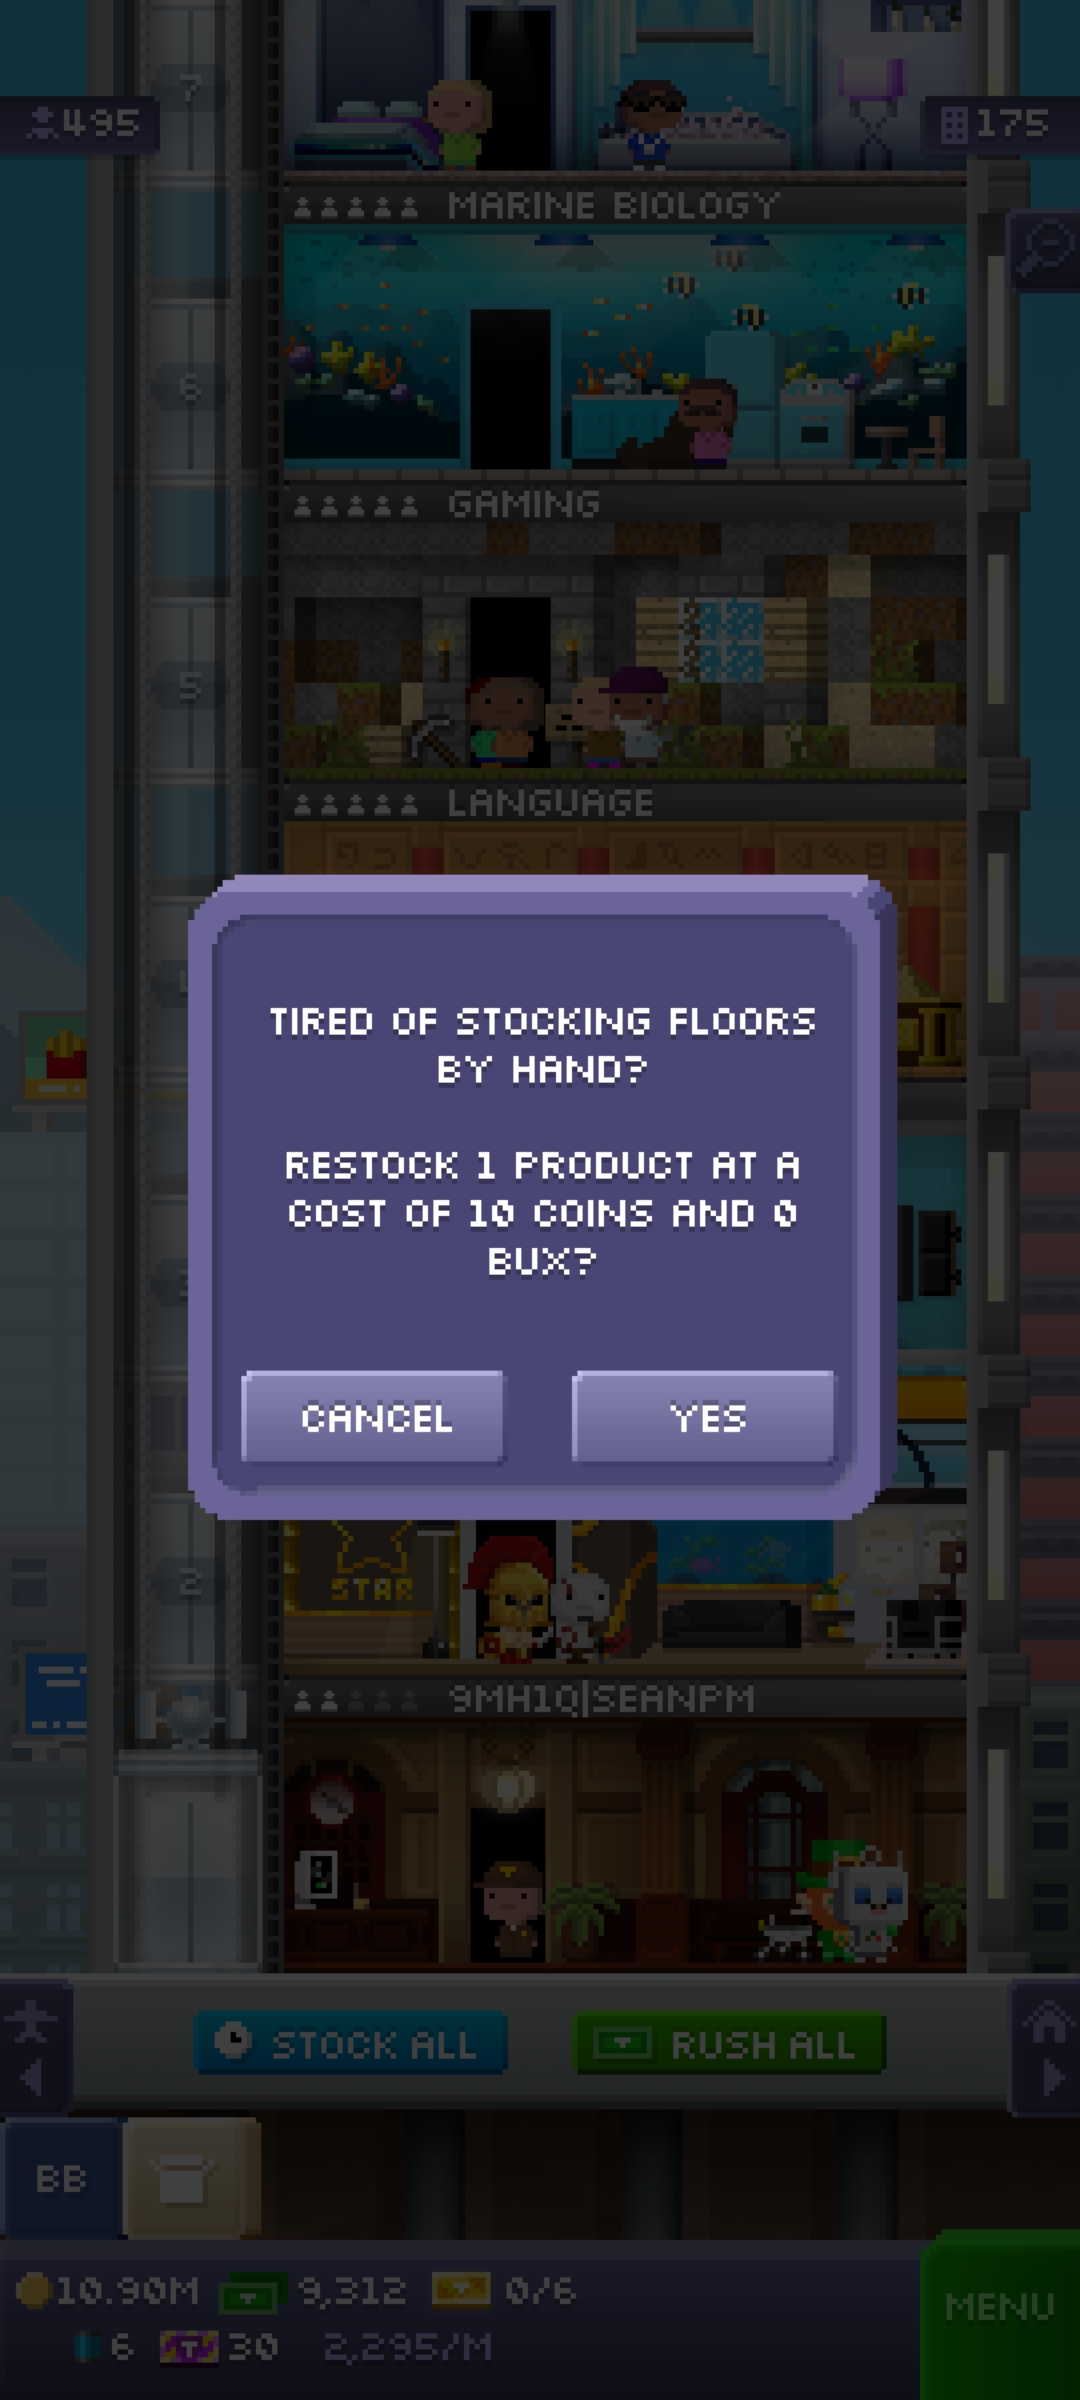 7
495
175
MARINE BIOLOGY
6
GAMING
5
LANGUAGE
TIRED OF STOCKING FLOORS
BY HAND?
RESTOCK 1 PRODUCT AT A
COST OF 10 COINS AND 0
BUX?
CANCEL
YES
STAR
2
9MH1Q|SEANPM
STOCK ALL
RUSH ALL
BB
10.90M
9,312
0/6
MENU
6
30
2,295/M